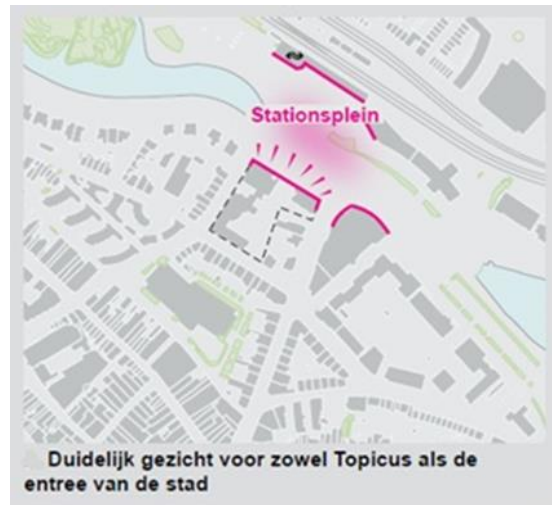 Stationsplein
Duidelijk gezicht voor zowel Topicus als de
entree van de stad